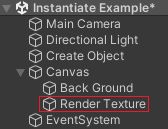 Instantiate Example*
Main Camera
Directional Light
Create Object
Canvas
Back Ground
Render Texture
EventSystem